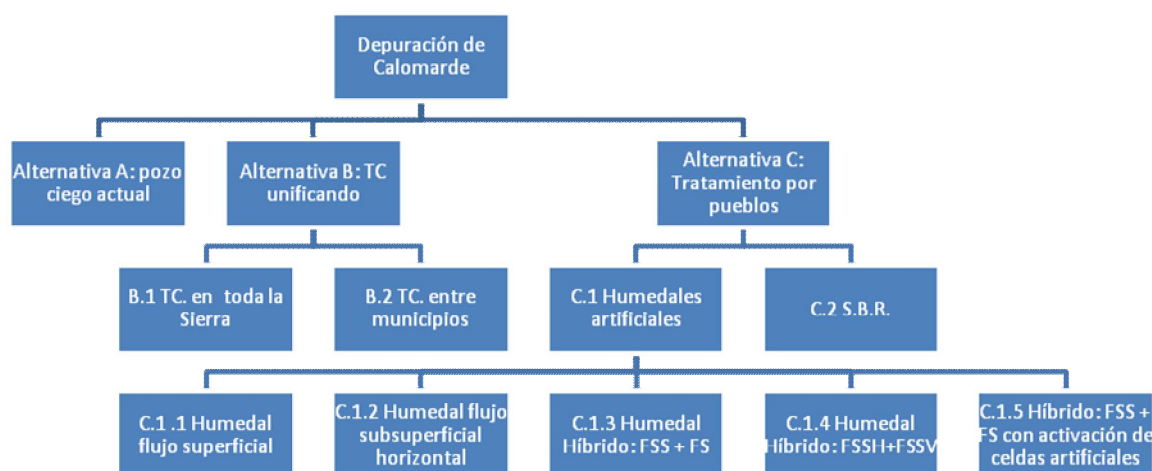 Depuración de
Calomarde
Alternativa A: pozo
ciego actual
Alternativa B: TC
unificando
Alternativa C:
Tratamiento por
pueblos
B.1 TC. en toda la
Sierra
B.2 TC. entre
municipios
C.1 Humedales
artificiales
C.2 S.B.R.
C.1 .1 Humedal
flujo superficial
C.1.2 Humedal flujo
subsuperficial
horizontal
C.1.3 Humedal
Híbrido: FSS + FS
C.1.4 Humedal
Híbrido: FSSH+FSSV
C.1.5 Híbrido: FSS +
FS con activación de
celdas artificiales